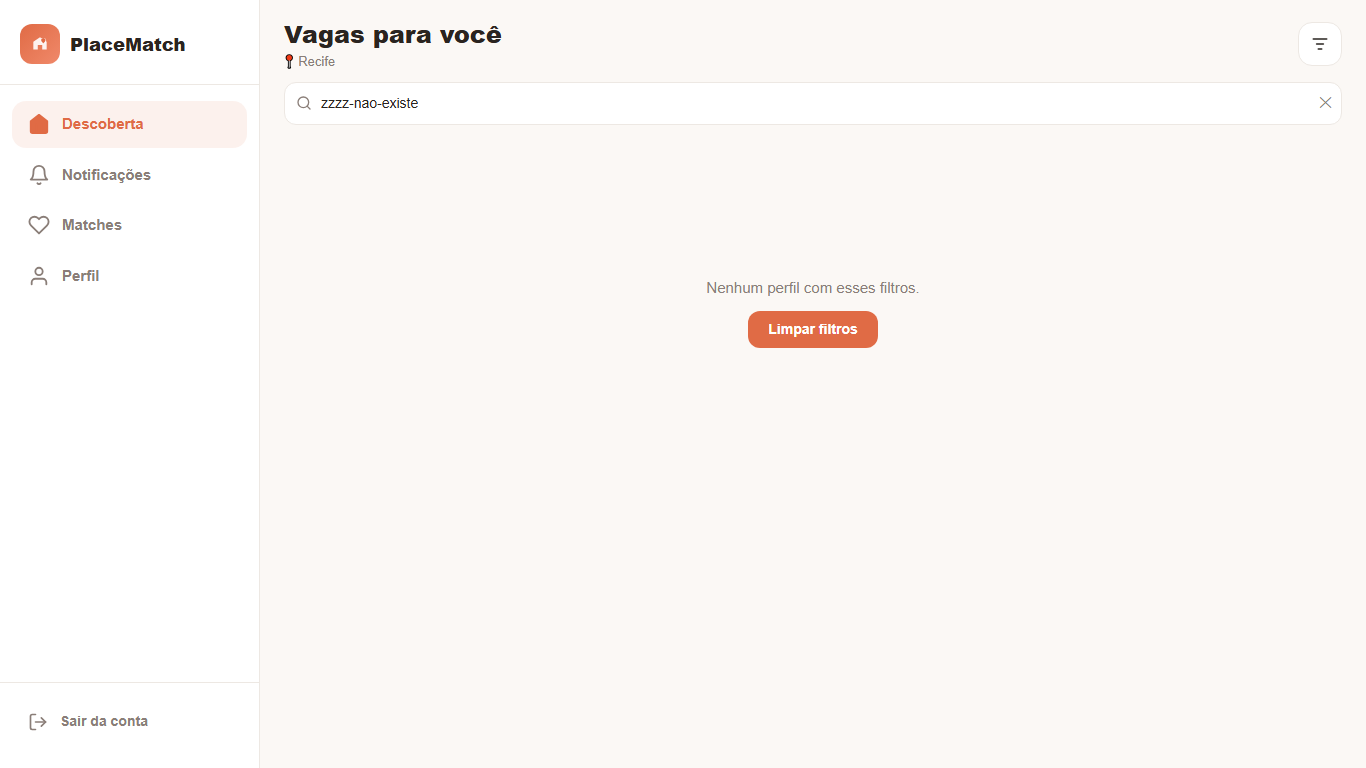 PlaceMatch
Descoberta
Notificações
Matches
Perfil
Sair da conta
Vagas para você
Recife
zzzz-nao-existe
Nenhum perfil com esses filtros.
Limpar filtros